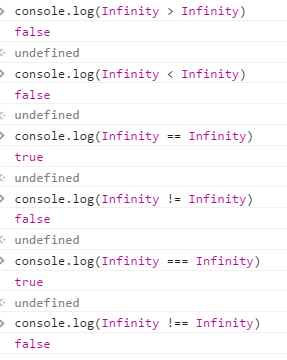 console.log(Infinity > Infinity)
false
undefined
console.log(Infinity < Infinity)
false
undefined
console.log(Infinity == Infinity)
true
undefined
console.log(Infinity != Infinity)
false
undefined
console.log(Infinity === Infinity)
true
undefined
console.log(Infinity !== Infinity)
false